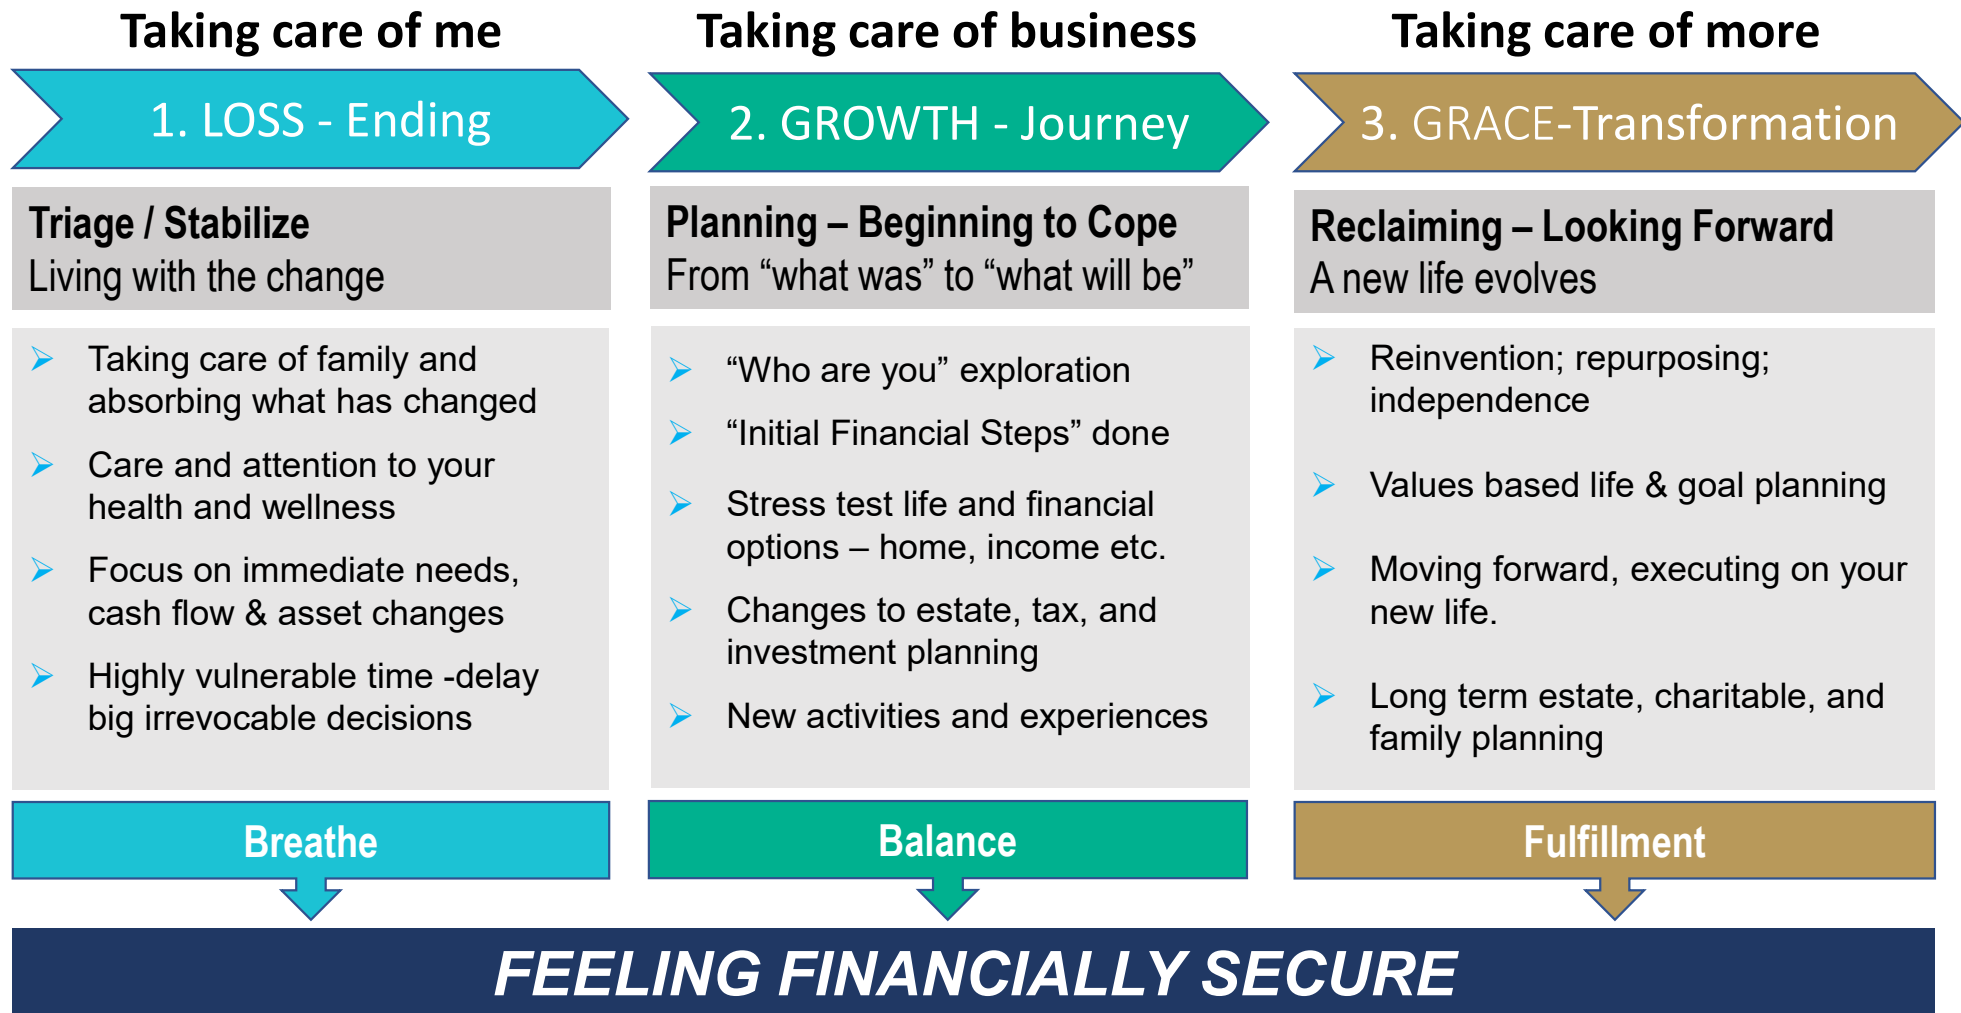 Taking care of me
1. LOSS - Ending
Triage / Stabilize
Living with the change
Taking care of family and
absorbing what has changed
Care and attention to your
health and wellness
Focus on immediate needs,
cash flow & asset changes
Highly vulnerable time -delay
big irrevocable decisions
Breathe
Taking care of business
2. GROWTH - Journey
Planning – Beginning to Cope
From “what was” to “what will be”
“Who are you” exploration
“Initial Financial Steps” done
Stress test life and financial
options – home, income etc.
Changes to estate, tax, and
investment planning
New activities and experiences
Balance
Taking care of more
3. GRACE-Transformation
Reclaiming – Looking Forward
A new life evolves
Reinvention; repurposing;
independence
Values based life & goal planning
Moving forward, executing on your
new life.
Long term estate, charitable, and
family planning
Fulfillment
FEELING FINANCIALLY SECURE